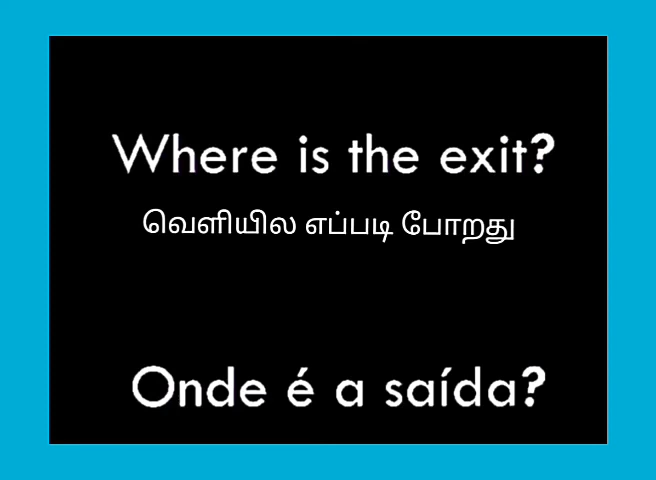 Where is the exit?
வெளியில எப்படி போறது
Onde é a saída?